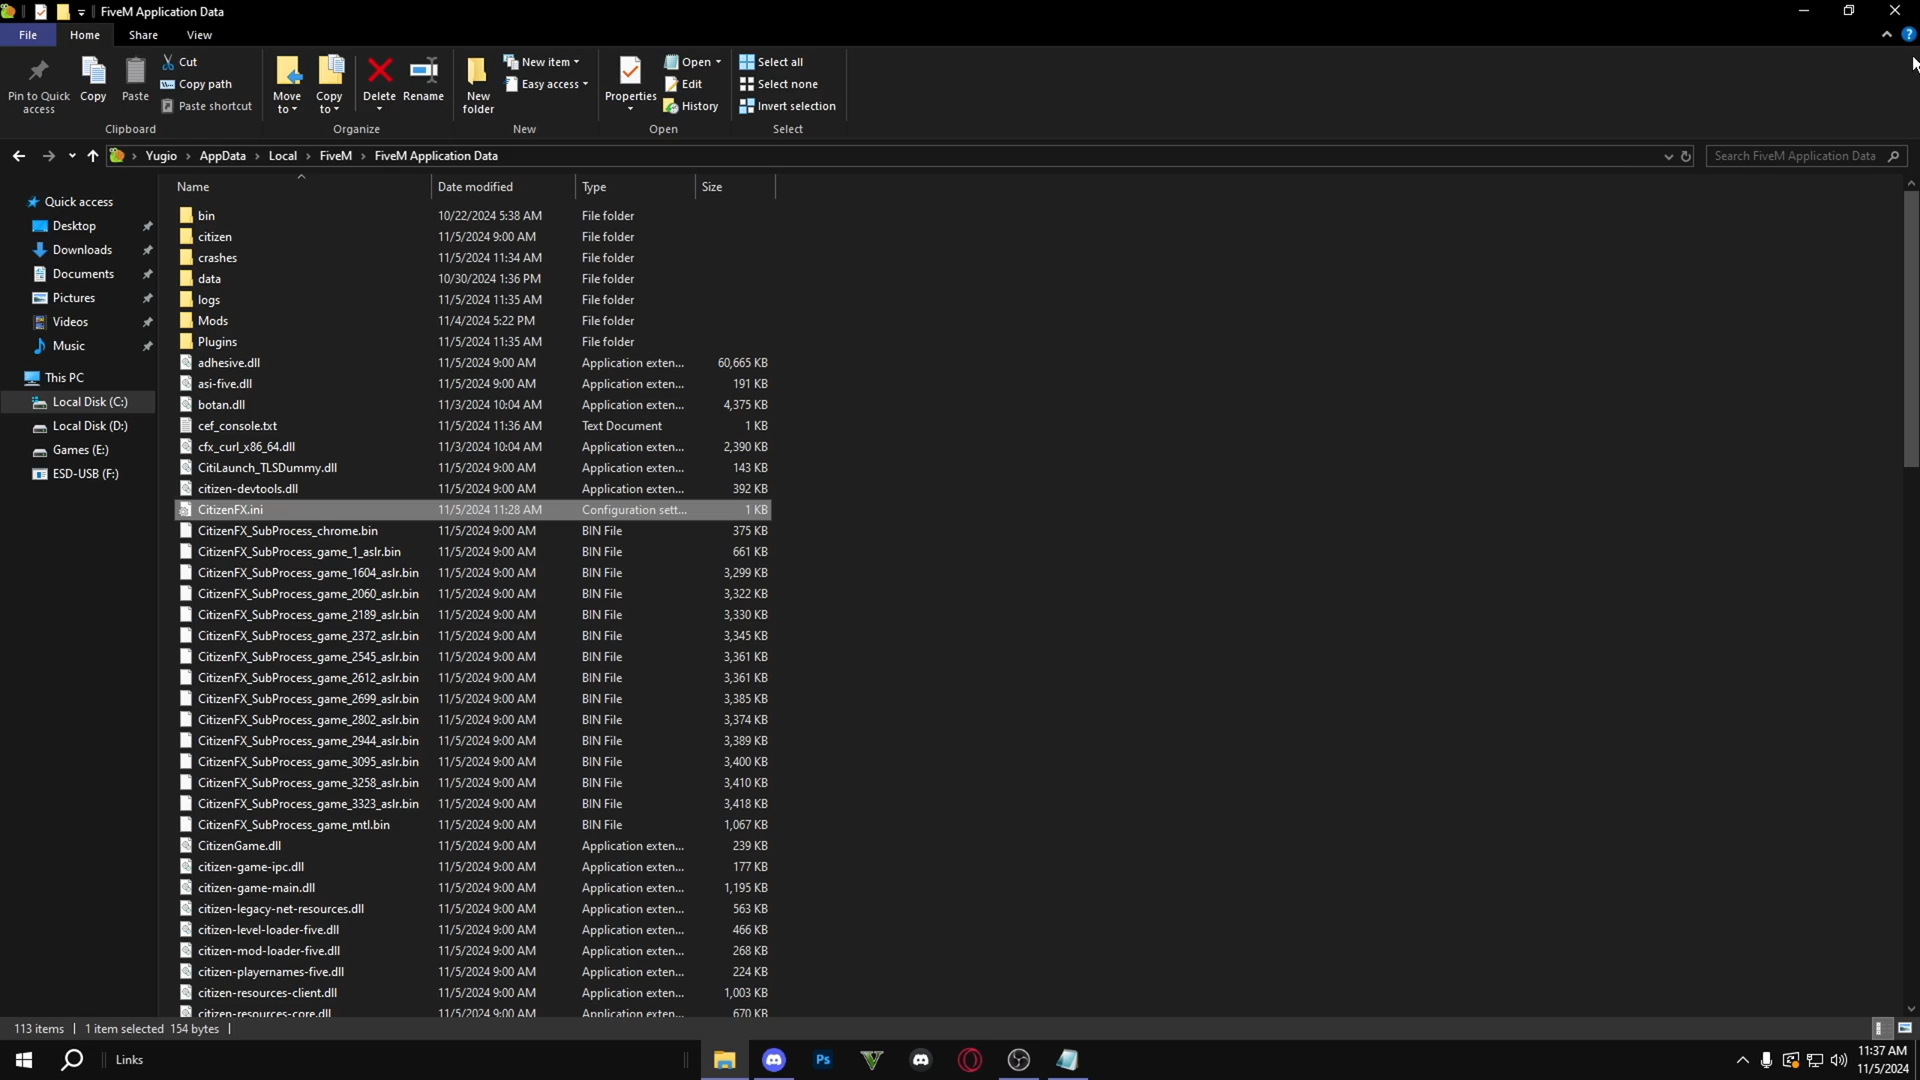 FiveM Application Data
File Home Share View
Pin to Quick access
Copy
Paste
Cut
Copy path
Paste shortcut
Clipboard
Move to
Copy to
Delete
Rename
Organize
New folder
New item
Easy access
New
Properties
Open
Edit
History
Open
Select all
Select none
Invert selection
Select
Yugio › AppData › Local › FiveM › FiveM Application Data
Search FiveM Application Data
Quick access
Desktop
Downloads
Documents
Pictures
Videos
Music
This PC
Local Disk (C:)
Local Disk (D:)
Games (E:)
ESD-USB (F:)
Name Date modified Type Size
bin 10/22/2024 5:38 AM File folder
citizen 11/5/2024 9:00 AM File folder
crashes 11/5/2024 11:34 AM File folder
data 10/30/2024 1:36 PM File folder
logs 11/5/2024 11:35 AM File folder
Mods 11/4/2024 5:22 PM File folder
Plugins 11/5/2024 11:35 AM File folder
adhesive.dll 11/5/2024 9:00 AM Application exten... 60,665 KB
asi-five.dll 11/5/2024 9:00 AM Application exten... 191 KB
botan.dll 11/3/2024 10:04 AM Application exten... 4,375 KB
cef_console.txt 11/5/2024 11:36 AM Text Document 1 KB
cfx_curl_x86_64.dll 11/3/2024 10:04 AM Application exten... 2,390 KB
CitiLaunch_TLSDummy.dll 11/5/2024 9:00 AM Application exten... 143 KB
citizen-devtools.dll 11/5/2024 9:00 AM Application exten... 392 KB
CitizenFX.ini 11/5/2024 11:28 AM Configuration sett... 1 KB
CitizenFX_SubProcess_chrome.bin 11/5/2024 9:00 AM BIN File 375 KB
CitizenFX_SubProcess_game_1_aslr.bin 11/5/2024 9:00 AM BIN File 661 KB
CitizenFX_SubProcess_game_1604_aslr.bin 11/5/2024 9:00 AM BIN File 3,299 KB
CitizenFX_SubProcess_game_2060_aslr.bin 11/5/2024 9:00 AM BIN File 3,322 KB
CitizenFX_SubProcess_game_2189_aslr.bin 11/5/2024 9:00 AM BIN File 3,330 KB
CitizenFX_SubProcess_game_2372_aslr.bin 11/5/2024 9:00 AM BIN File 3,345 KB
CitizenFX_SubProcess_game_2545_aslr.bin 11/5/2024 9:00 AM BIN File 3,361 KB
CitizenFX_SubProcess_game_2612_aslr.bin 11/5/2024 9:00 AM BIN File 3,361 KB
CitizenFX_SubProcess_game_2699_aslr.bin 11/5/2024 9:00 AM BIN File 3,385 KB
CitizenFX_SubProcess_game_2802_aslr.bin 11/5/2024 9:00 AM BIN File 3,374 KB
CitizenFX_SubProcess_game_2944_aslr.bin 11/5/2024 9:00 AM BIN File 3,389 KB
CitizenFX_SubProcess_game_3095_aslr.bin 11/5/2024 9:00 AM BIN File 3,400 KB
CitizenFX_SubProcess_game_3258_aslr.bin 11/5/2024 9:00 AM BIN File 3,410 KB
CitizenFX_SubProcess_game_3323_aslr.bin 11/5/2024 9:00 AM BIN File 3,418 KB
CitizenFX_SubProcess_game_mtl.bin 11/5/2024 9:00 AM BIN File 1,067 KB
CitizenGame.dll 11/5/2024 9:00 AM Application exten... 239 KB
citizen-game-ipc.dll 11/5/2024 9:00 AM Application exten... 177 KB
citizen-game-main.dll 11/5/2024 9:00 AM Application exten... 1,195 KB
citizen-legacy-net-resources.dll 11/5/2024 9:00 AM Application exten... 563 KB
citizen-level-loader-five.dll 11/5/2024 9:00 AM Application exten... 466 KB
citizen-mod-loader-five.dll 11/5/2024 9:00 AM Application exten... 268 KB
citizen-playernames-five.dll 11/5/2024 9:00 AM Application exten... 224 KB
citizen-resources-client.dll 11/5/2024 9:00 AM Application exten... 1,003 KB
citizen-resources-core.dll 11/5/2024 9:00 AM Application exten... 670 KB
113 items 1 item selected 154 bytes
Links
Ps
11:37 AM
11/5/2024